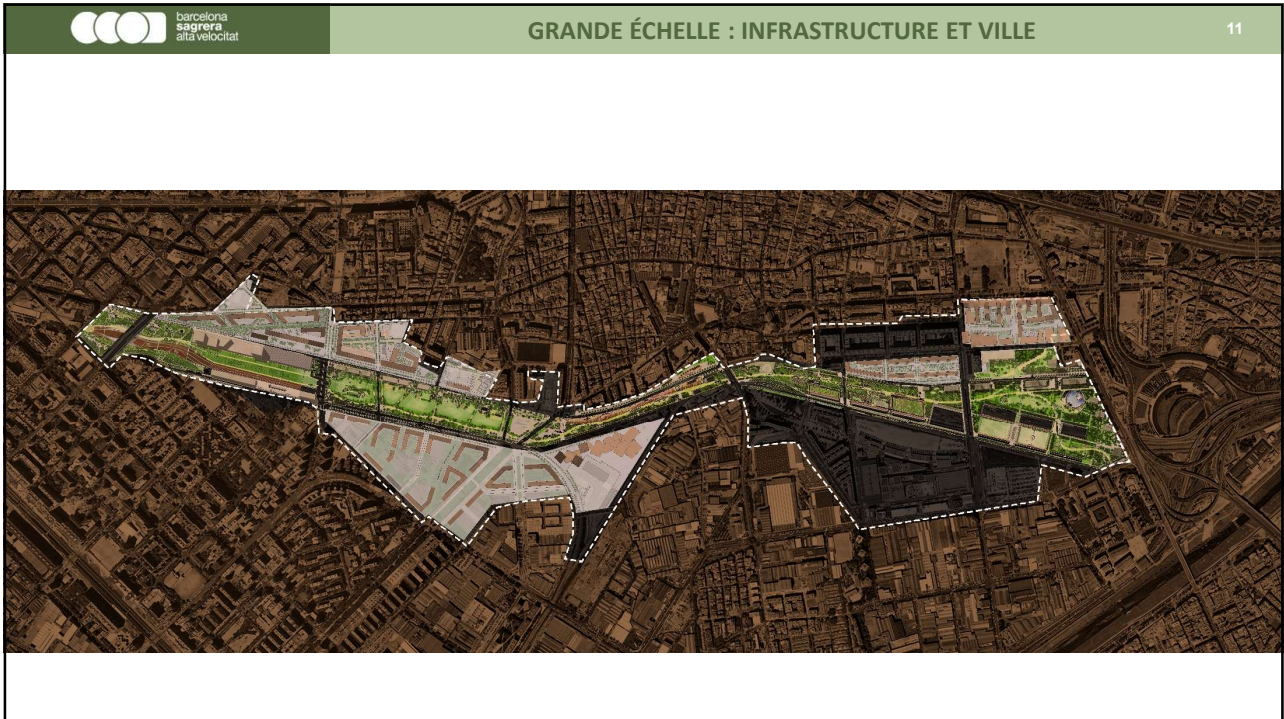 barcelona
sagrera
alta velocitat
GRANDE ÉCHELLE : INFRASTRUCTURE ET VILLE
11